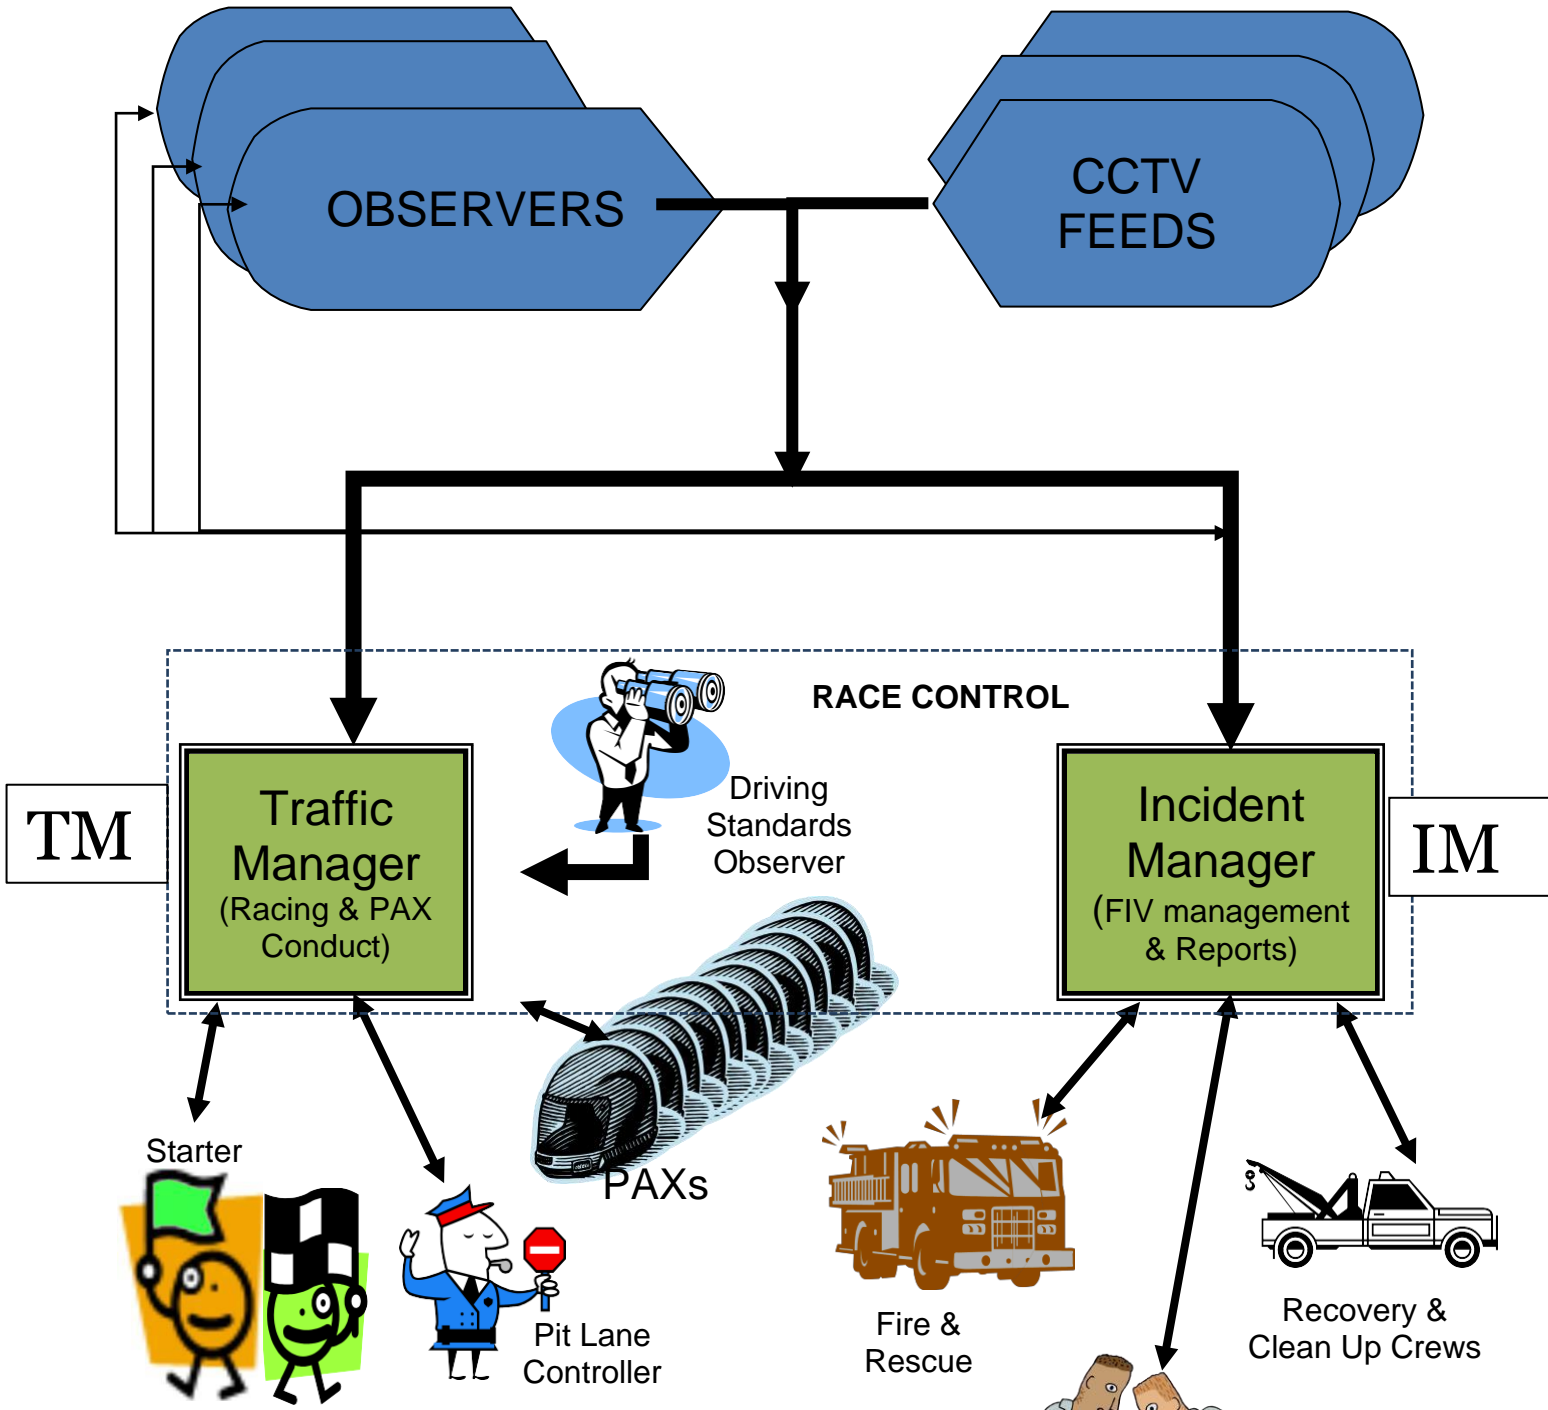 OBSERVERS
CCTV
FEEDS
RACE CONTROL
Driving
Standards
Observer
TM
Traffic
Manager
(Racing & PAX
Conduct)
Incident
Manager
(FIV management
& Reports)
IM
Starter
PAXs
Pit Lane
Controller
Fire &
Rescue
Recovery &
Clean Up Crews